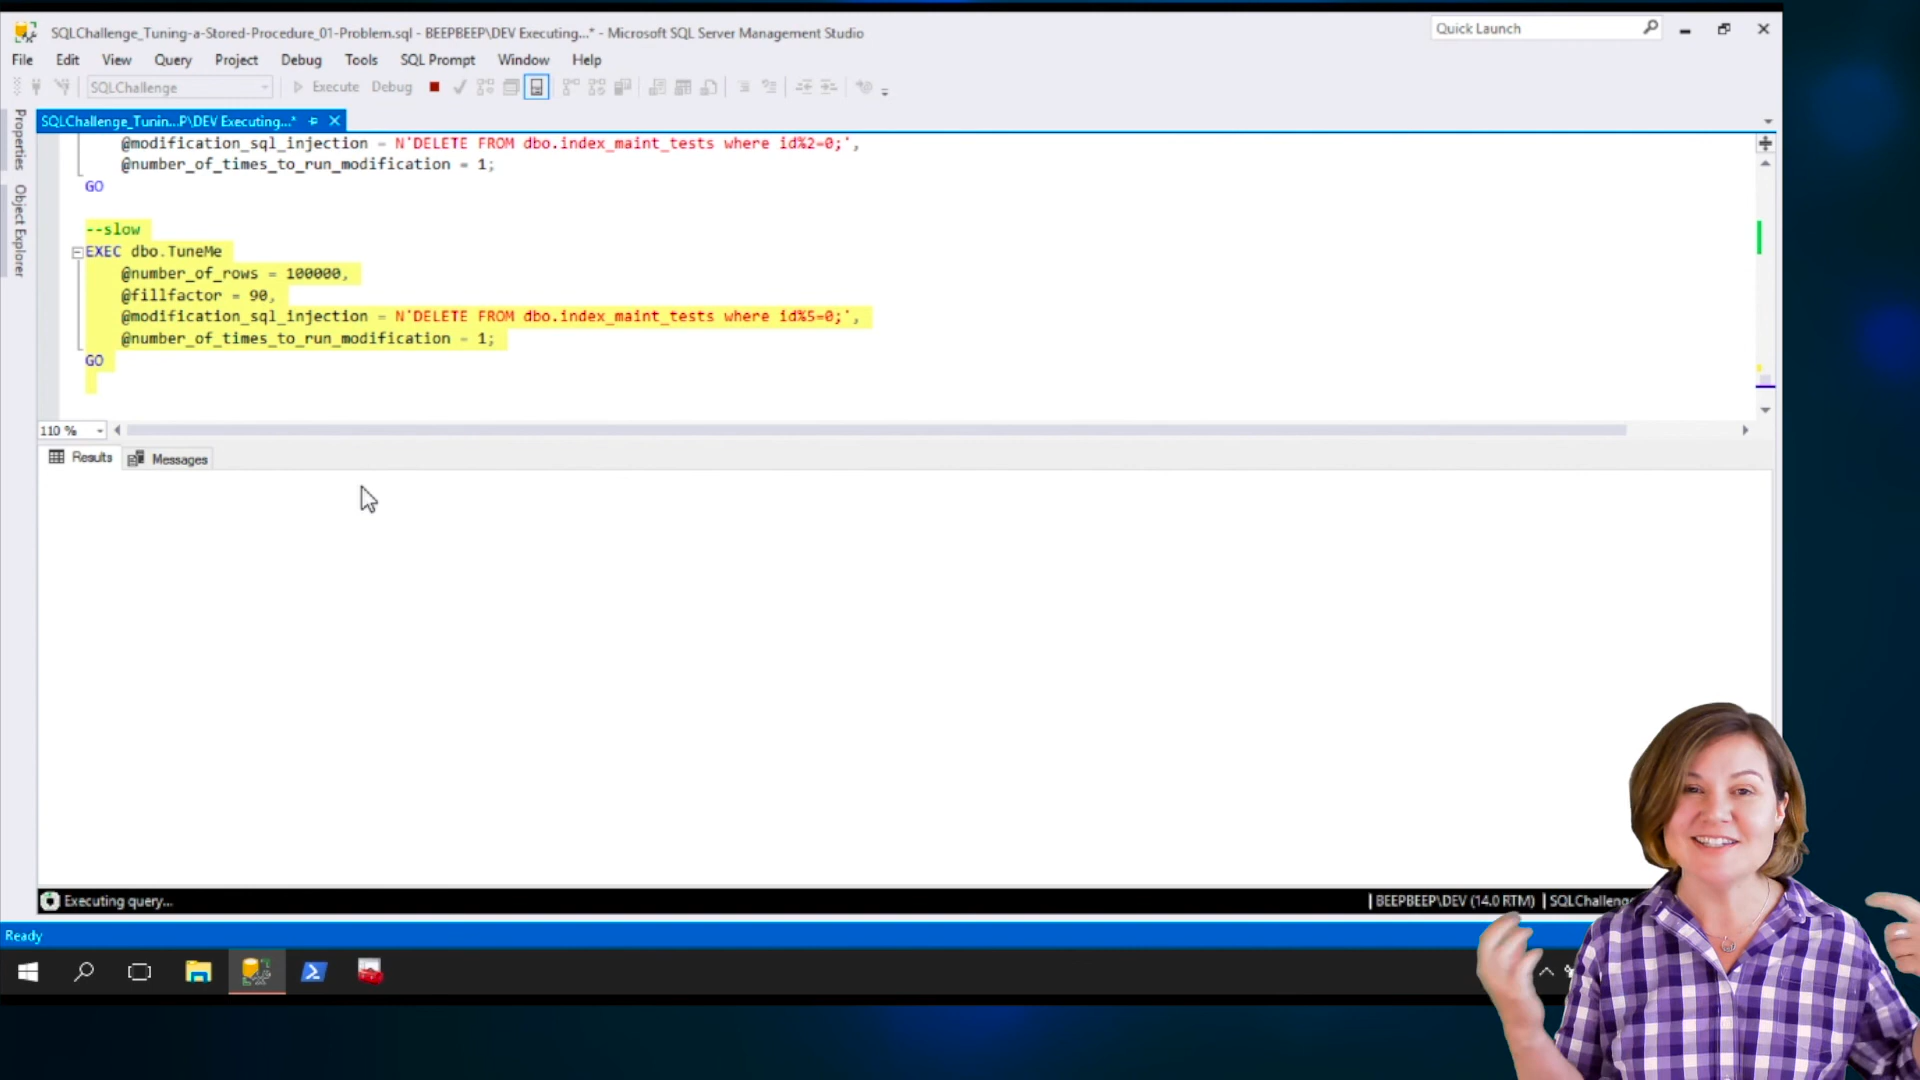 SQLChallenge_Tuning-a-Stored-Procedure_01-Problem.sql - BEEPBEEP\DEV Executing...* - Microsoft SQL Server Management Studio
Quick Launch
File Edit View Query Project Debug Tools SQL Prompt Window Help
SQLChallenge Execute Debug
SQLChallenge_Tunin...P\DEV Executing...*
Properties
Object Explorer
@modification_sql_injection = N'DELETE FROM dbo.index_maint_tests where id%2=0;',
@number_of_times_to_run_modification = 1;
GO
--slow
EXEC dbo.TuneMe
@number_of_rows = 100000,
@fillfactor = 90,
@modification_sql_injection = N'DELETE FROM dbo.index_maint_tests where id%5=0;',
@number_of_times_to_run_modification = 1;
GO
110 %
Results Messages
Executing query... BEEPBEEP\DEV (14.0 RTM) SQLChalleng
Ready